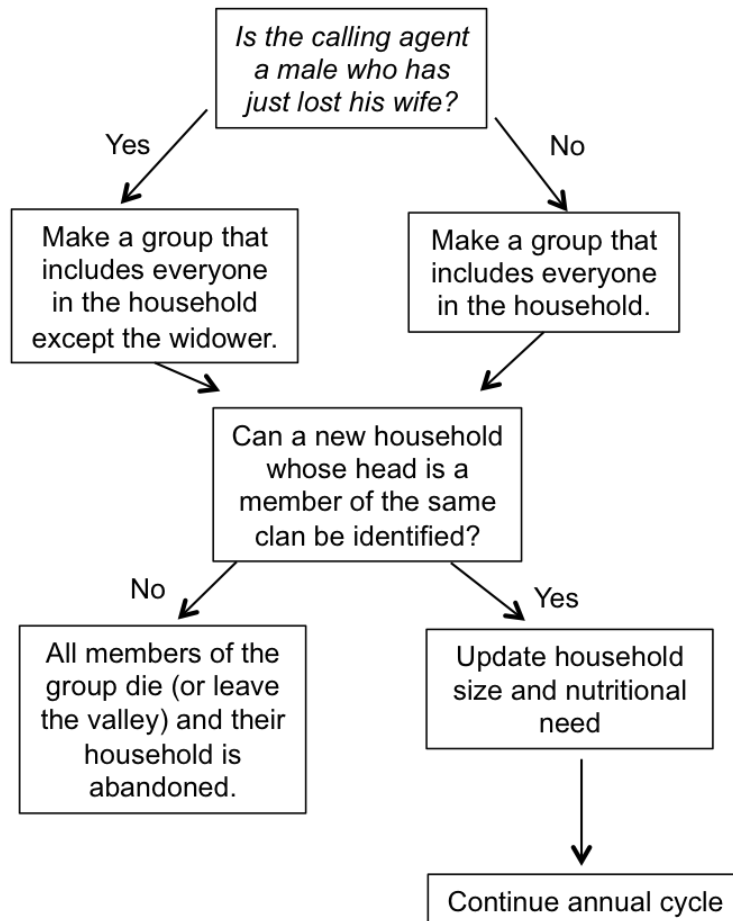 Is the calling agent
a male who has
just lost his wife?
Yes
No
Make a group that
includes everyone
in the household
except the widower.
Make a group that
includes everyone
in the household.
Can a new household
whose head is a
member of the same
clan be identified?
No
Yes
All members of the
group die (or leave
the valley) and their
household is
abandoned.
Update household
size and nutritional
need
Continue annual cycle